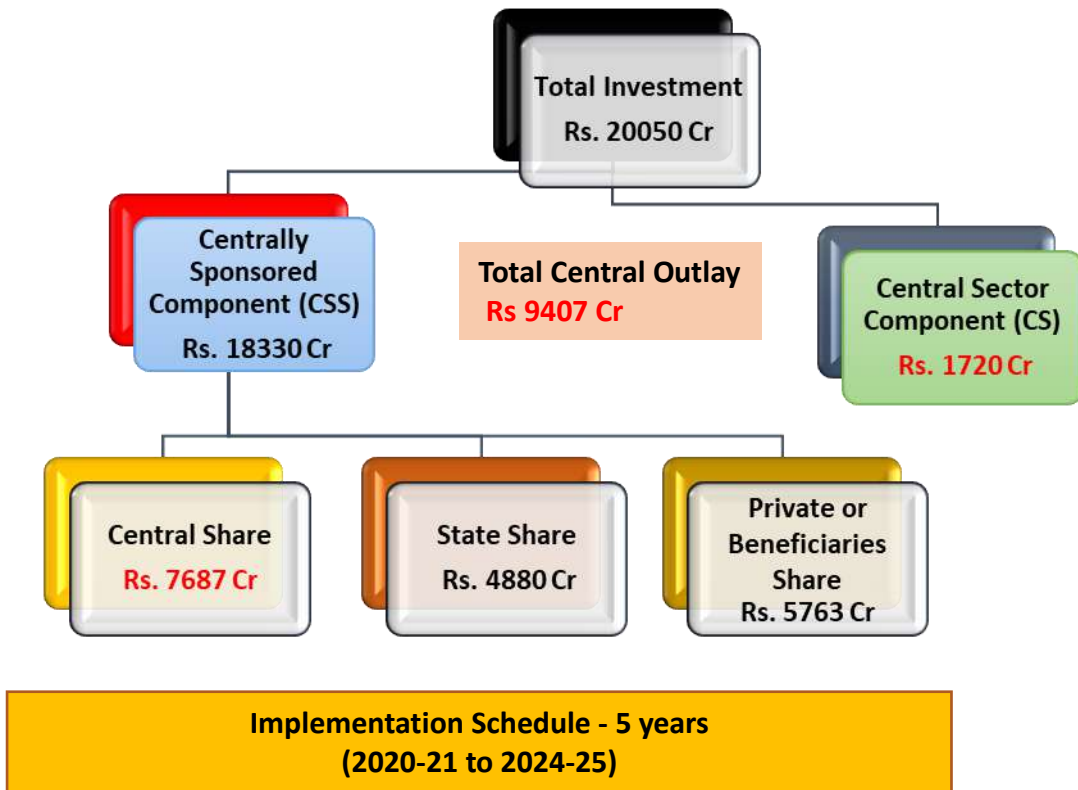 Total Investment
Rs. 20050 Cr
Centrally
Sponsored
Component (CSS)
Rs. 18330 Cr
Total Central Outlay
Rs 9407 Cr
Central Sector
Component (CS)
Rs. 1720 Cr
Central Share
Rs. 7687 Cr
State Share
Rs. 4880 Cr
Private or
Beneficiaries
Share
Rs. 5763 Cr
Implementation Schedule - 5 years
(2020-21 to 2024-25)